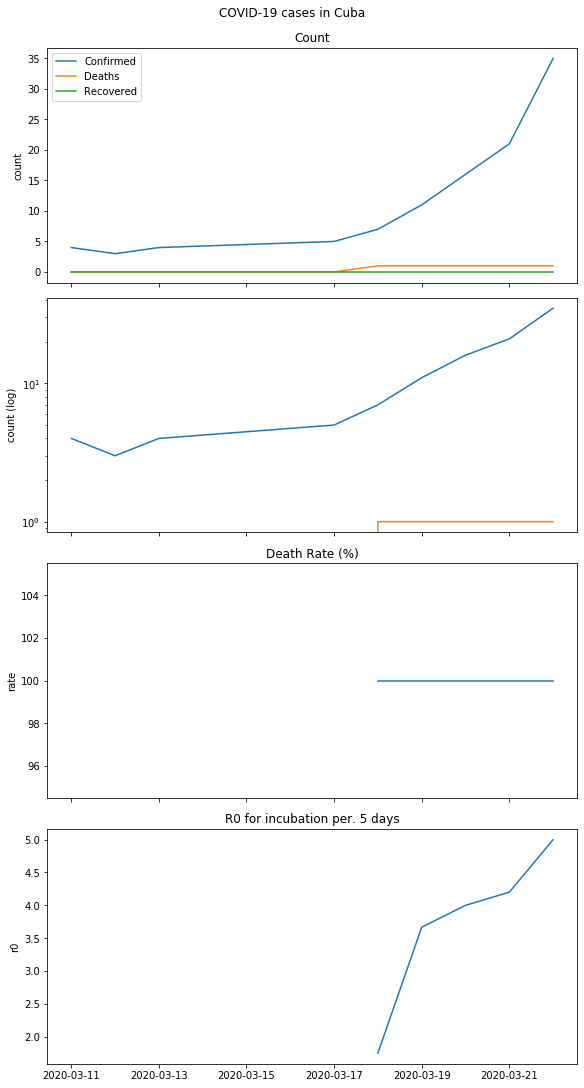 COVID-19 cases in Cuba
Count
Confirmed
Deaths
Recovered
35
30
25
20
15
10
5
0
count
10¹
10⁰
count (log)
Death Rate (%)
104
102
100
98
96
rate
R0 for incubation per. 5 days
5.0
4.5
4.0
3.5
3.0
2.5
2.0
r0
2020-03-11 2020-03-13 2020-03-15 2020-03-17 2020-03-19 2020-03-21